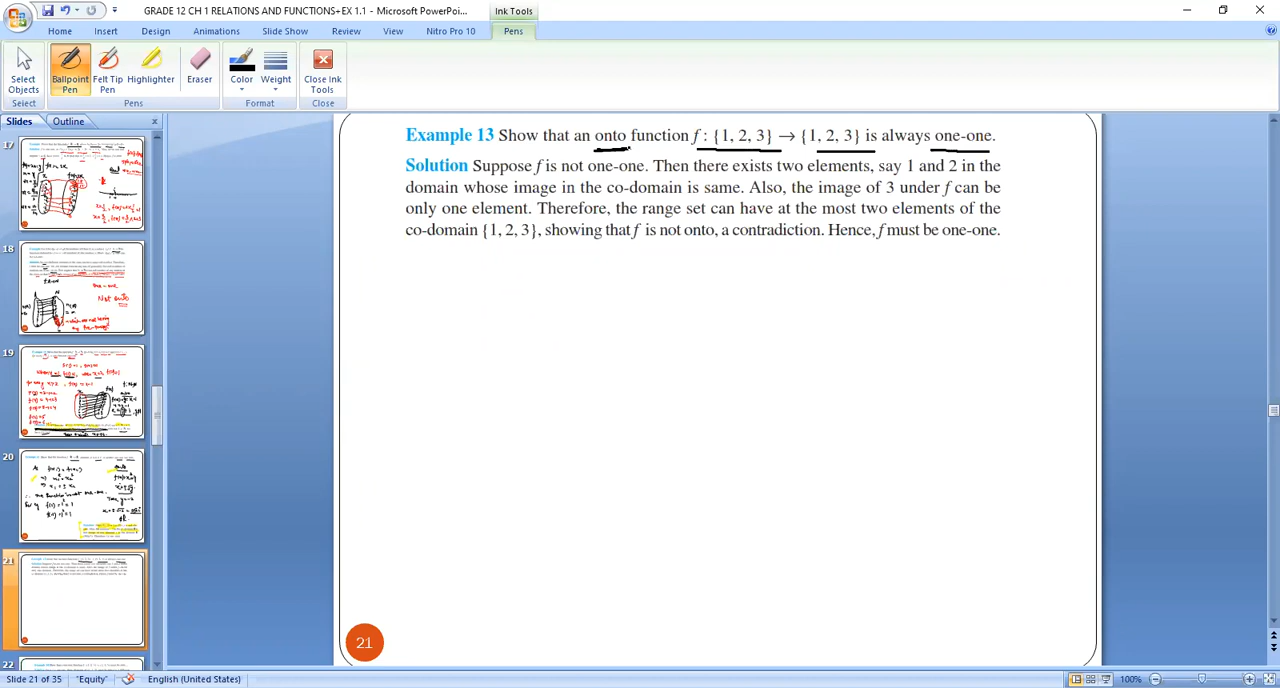 GRADE 12 CH 1 RELATIONS AND FUNCTIONS+EX 1.1 - Microsoft PowerPoi...
Ink Tools
Home Insert Design Animations Slide Show Review View Nitro Pro 10 Pens
Select Objects
Ballpoint Pen
Felt Tip Pen
Highlighter
Eraser
Color
Weight
Close Ink Tools
Select Pens Format Close
Slides Outline
17
18
19
20
21
22
Example 13 Show that an onto function f : {1, 2, 3} → {1, 2, 3} is always one-one.
Solution Suppose f is not one-one. Then there exists two elements, say 1 and 2 in the
domain whose image in the co-domain is same. Also, the image of 3 under f can be
only one element. Therefore, the range set can have at the most two elements of the
co-domain {1, 2, 3}, showing that f is not onto, a contradiction. Hence, f must be one-one.
21
Slide 21 of 35 "Equity" English (United States) 100%